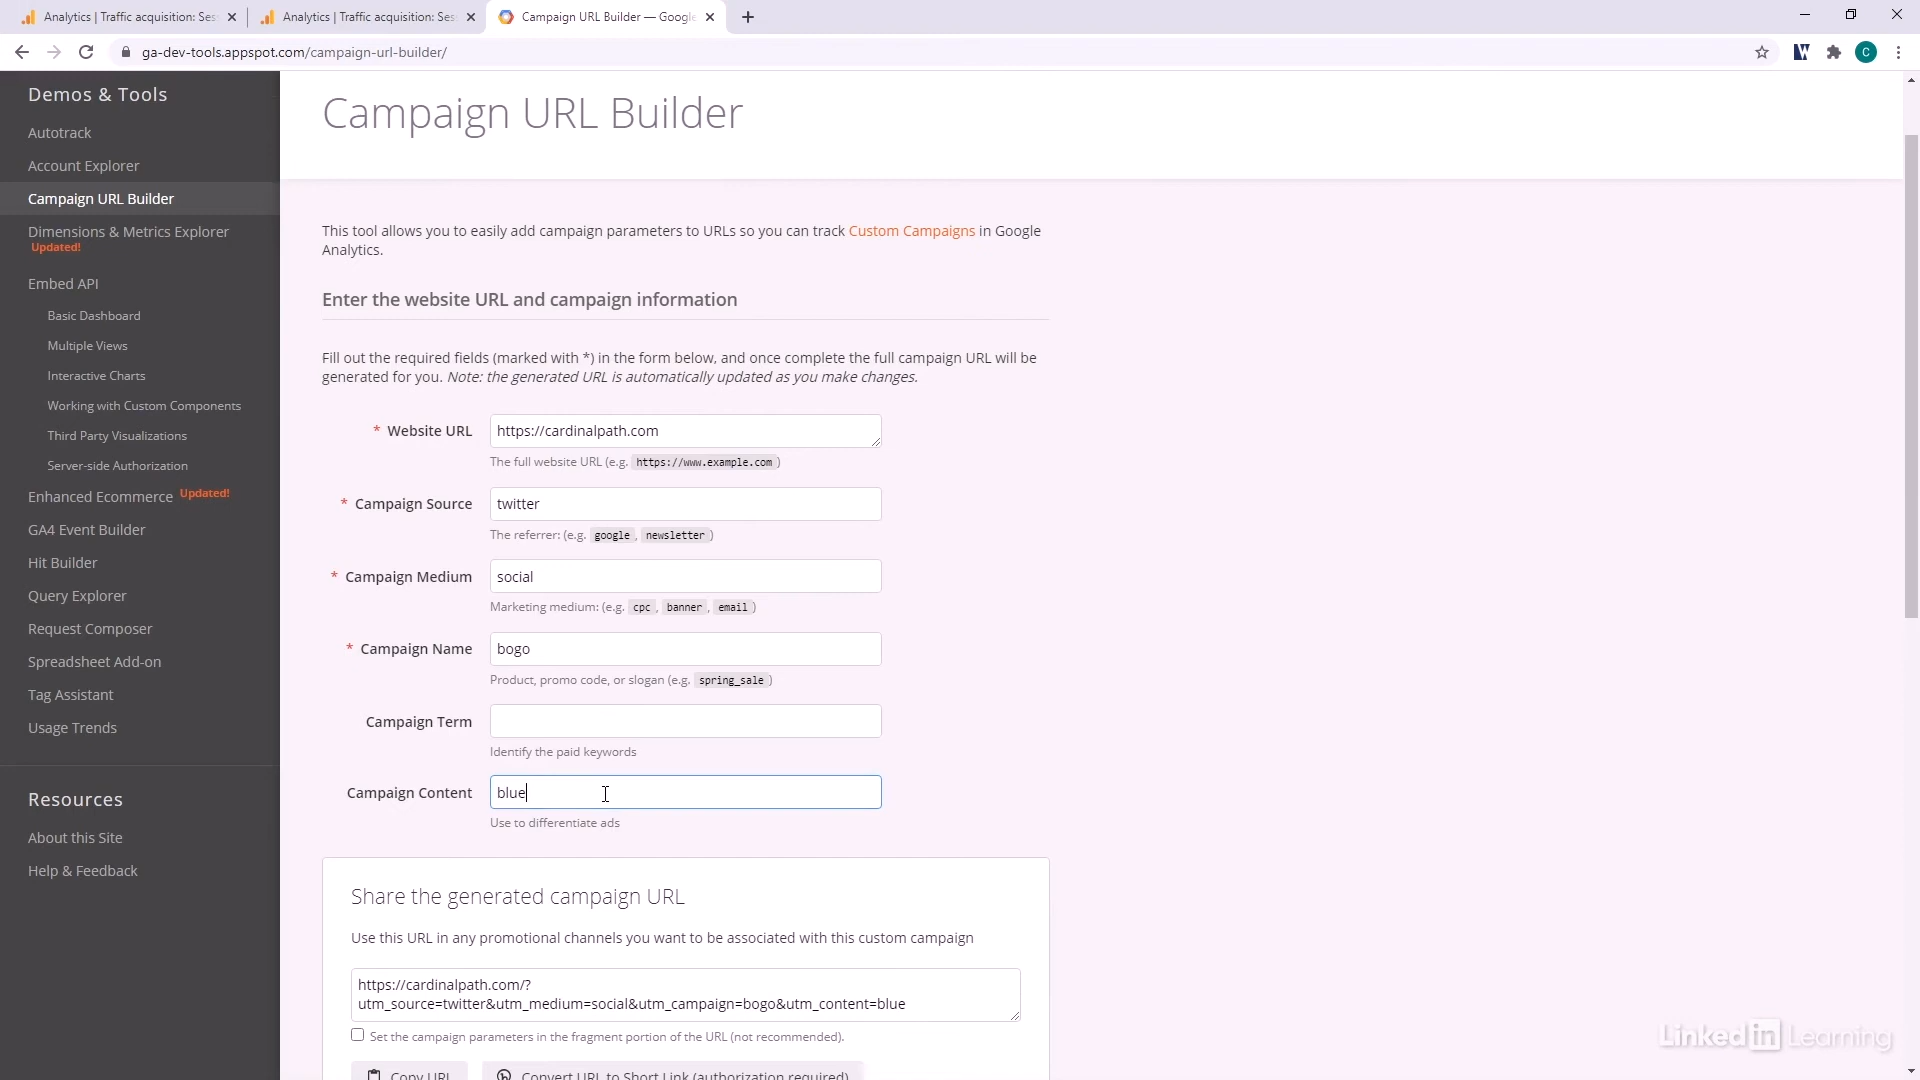 Analytics | Traffic acquisition: Ses
Analytics | Traffic acquisition: Ses
Campaign URL Builder — Google
ga-dev-tools.appspot.com/campaign-url-builder/
C
Demos & Tools
Autotrack
Account Explorer
Campaign URL Builder
Dimensions & Metrics Explorer
Updated!
Embed API
Basic Dashboard
Multiple Views
Interactive Charts
Working with Custom Components
Third Party Visualizations
Server-side Authorization
Enhanced Ecommerce Updated!
GA4 Event Builder
Hit Builder
Query Explorer
Request Composer
Spreadsheet Add-on
Tag Assistant
Usage Trends
Resources
About this Site
Help & Feedback
Campaign URL Builder
This tool allows you to easily add campaign parameters to URLs so you can track Custom Campaigns in Google
Analytics.
Enter the website URL and campaign information
Fill out the required fields (marked with *) in the form below, and once complete the full campaign URL will be
generated for you. Note: the generated URL is automatically updated as you make changes.
* Website URL https://cardinalpath.com
The full website URL (e.g. https://www.example.com )
* Campaign Source twitter
The referrer: (e.g. google , newsletter )
* Campaign Medium social
Marketing medium: (e.g. cpc , banner , email )
* Campaign Name bogo
Product, promo code, or slogan (e.g. spring_sale )
Campaign Term
Identify the paid keywords
Campaign Content blue
Use to differentiate ads
Share the generated campaign URL
Use this URL in any promotional channels you want to be associated with this custom campaign
https://cardinalpath.com/?
utm_source=twitter&utm_medium=social&utm_campaign=bogo&utm_content=blue
Set the campaign parameters in the fragment portion of the URL (not recommended).
Copy URL Convert URL to Short Link (authorization required)
LinkedIn Learning